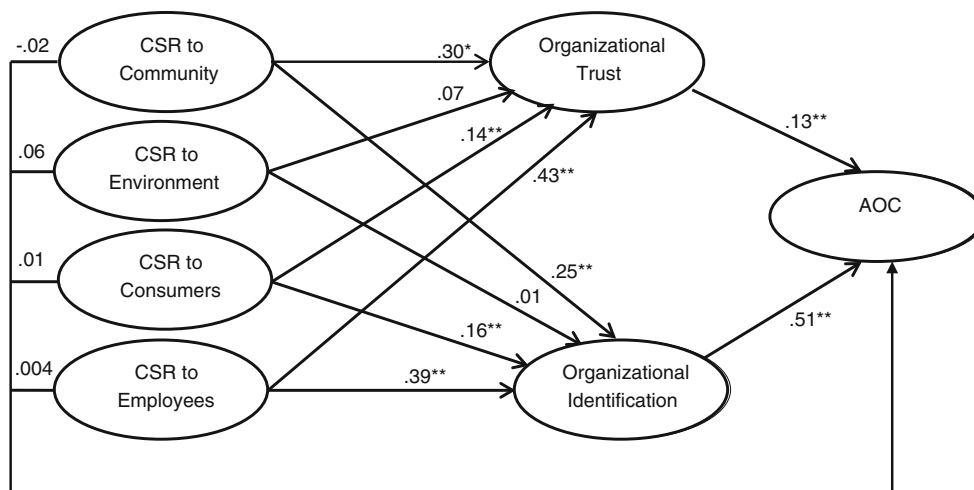 -.02
CSR to
Community
.30*
Organizational
Trust
.07
.14**
.13**
.06
CSR to
Environment
.43**
AOC
.01
CSR to
Consumers
.25**
.01
.16**
.51**
.004
CSR to
Employees
.39**
Organizational
Identification